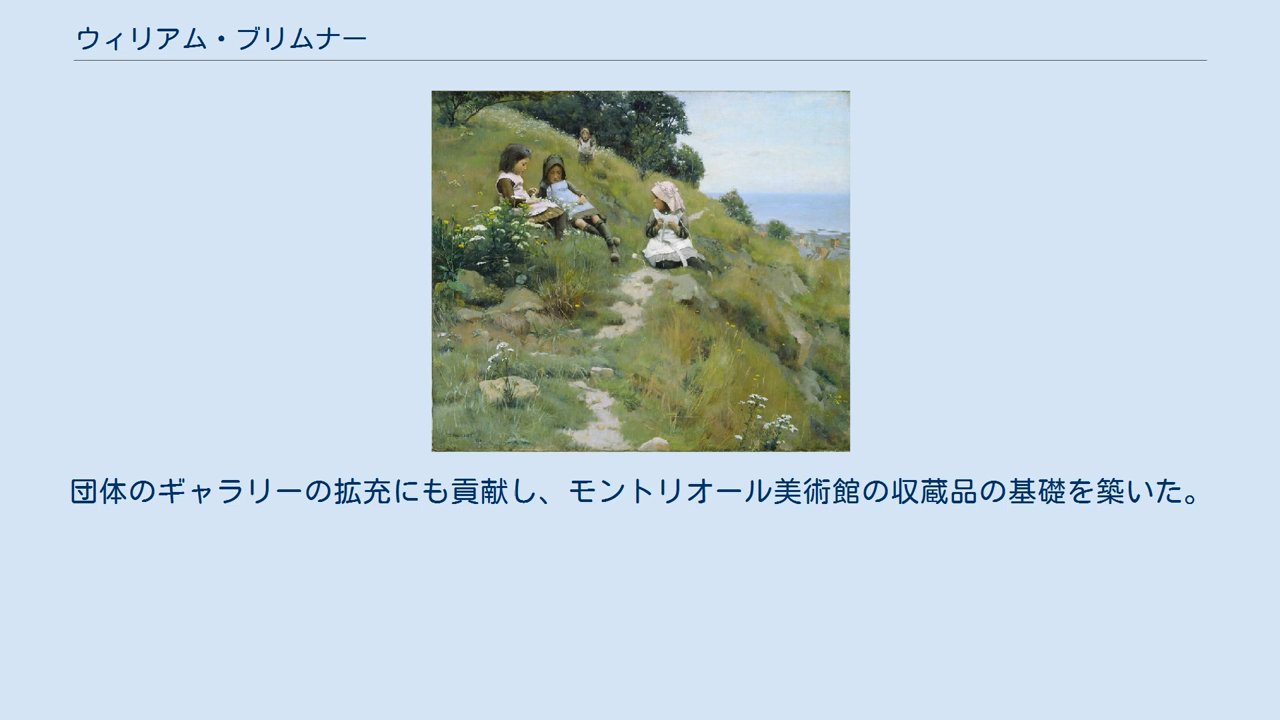 ウィリアム・ブリムナー
団体のギャラリーの拡充にも貢献し、モントリオール美術館の収蔵品の基礎を築いた。